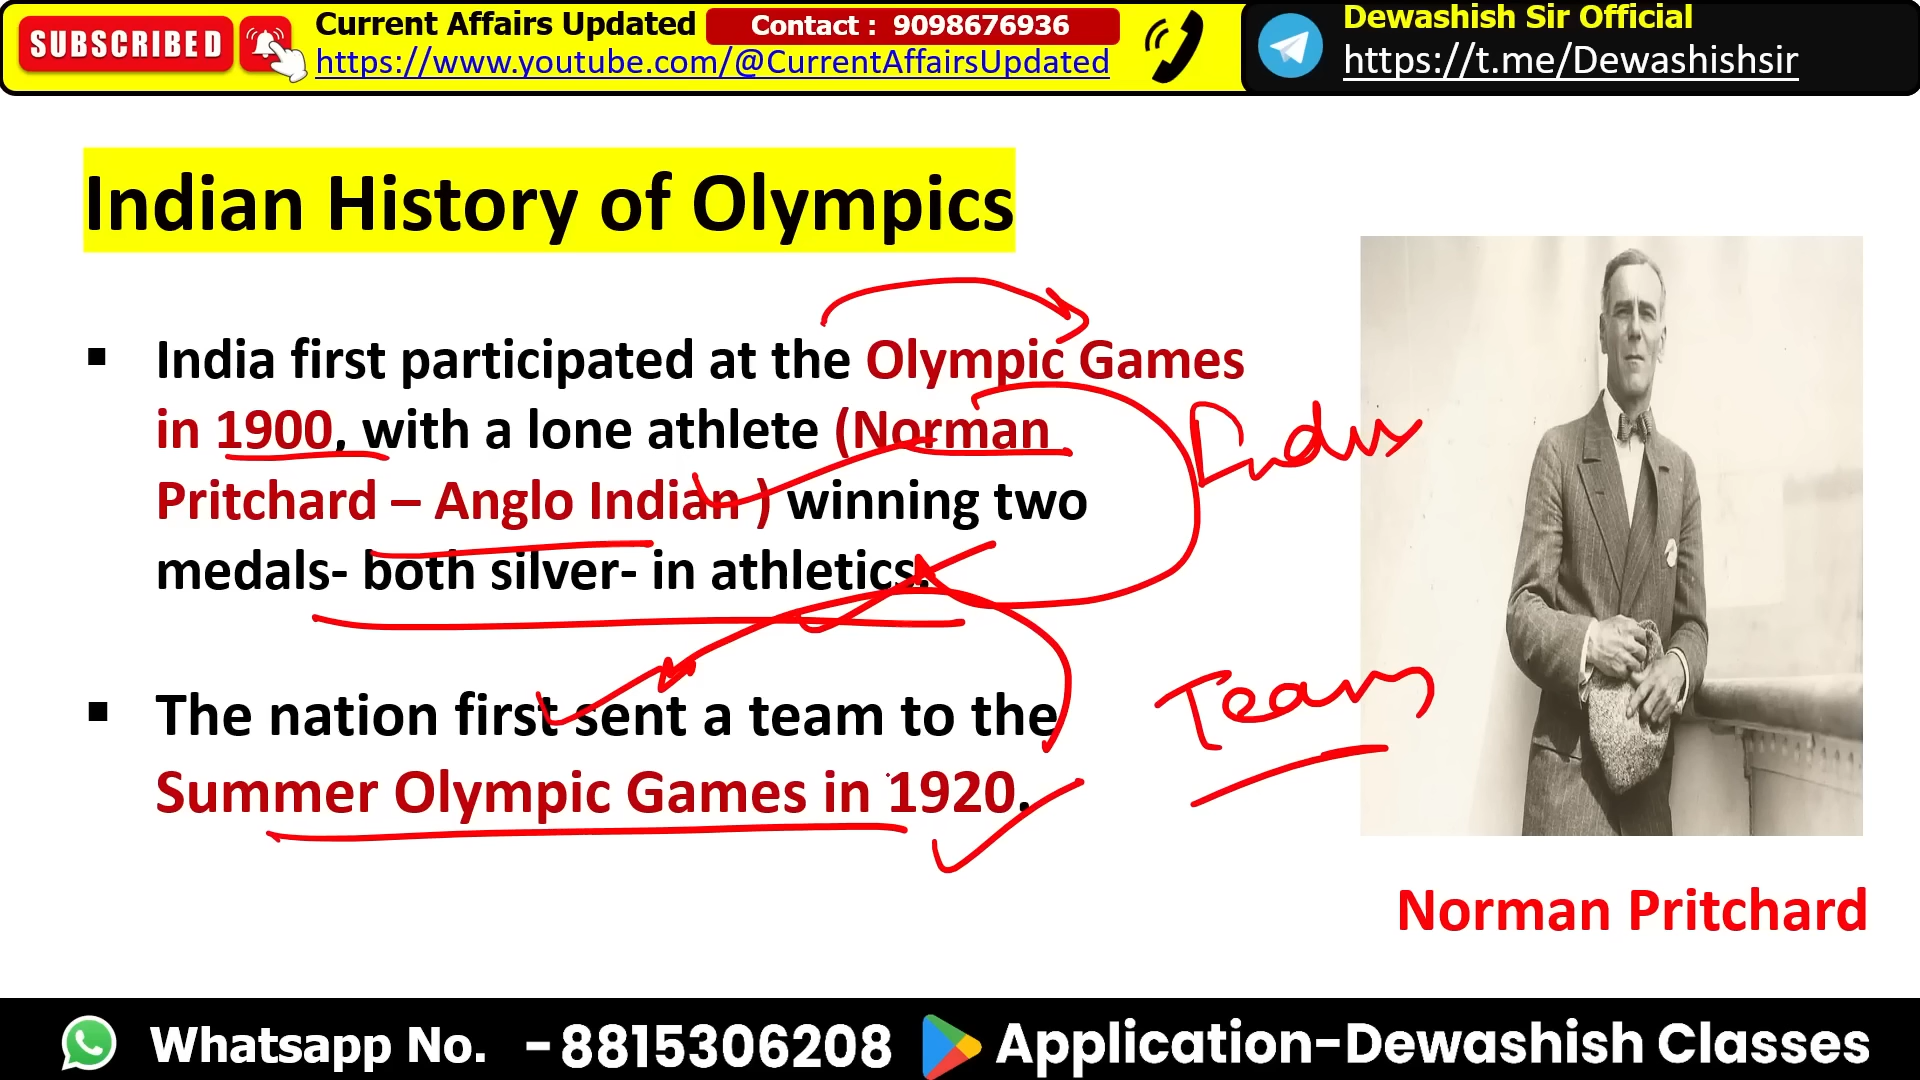 SUBSCRIBED
Current Affairs Updated
Contact : 9098676936
https://www.youtube.com/@CurrentAffairsUpdated
Dewashish Sir Official
https://t.me/Dewashishsir
Indian History of Olympics
▪ India first participated at the Olympic Games
in 1900, with a lone athlete (Norman
Pritchard – Anglo Indian ) winning two
medals- both silver- in athletics.
▪ The nation first sent a team to the
Summer Olympic Games in 1920.
Team
Norman Pritchard
Whatsapp No. - 8815306208
Application-Dewashish Classes